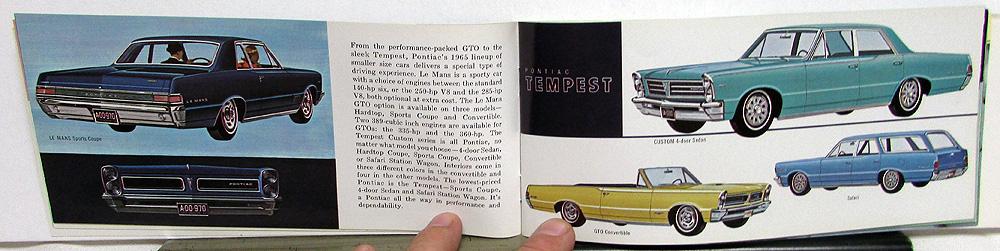 PONTIAC
LE MANS
A00-970
LE MANS Sports Coupe
PONTIAC
A00-970
From the performance-packed GTO to the
sleek Tempest, Pontiac's 1965 lineup of
smaller size cars delivers a special type of
driving experience. Le Mans is a sporty car
with a choice of engines between the standard
140-hp six, or the 250-hp V8 and the 285-hp
V8, both optional at extra cost. The Le Mans
GTO option is available on three models—
Hardtop, Sports Coupe and Convertible.
Two 389-cubic inch engines are available for
GTOs: the 335-hp and the 360-hp. The
Tempest Custom series is all Pontiac, no
matter what model you choose—4-door Sedan,
Hardtop Coupe, Sports Coupe, Convertible
or Safari Station Wagon. Interiors come in
three different colors in the convertible and
four in the other models. The lowest-priced
Pontiac is the Tempest—Sports Coupe,
4-door Sedan and Safari Station Wagon. It's
a Pontiac all the way in performance and
dependability.
PONTIAC
TEMPEST
CUSTOM 4-door Sedan
GTO Convertible
Safari